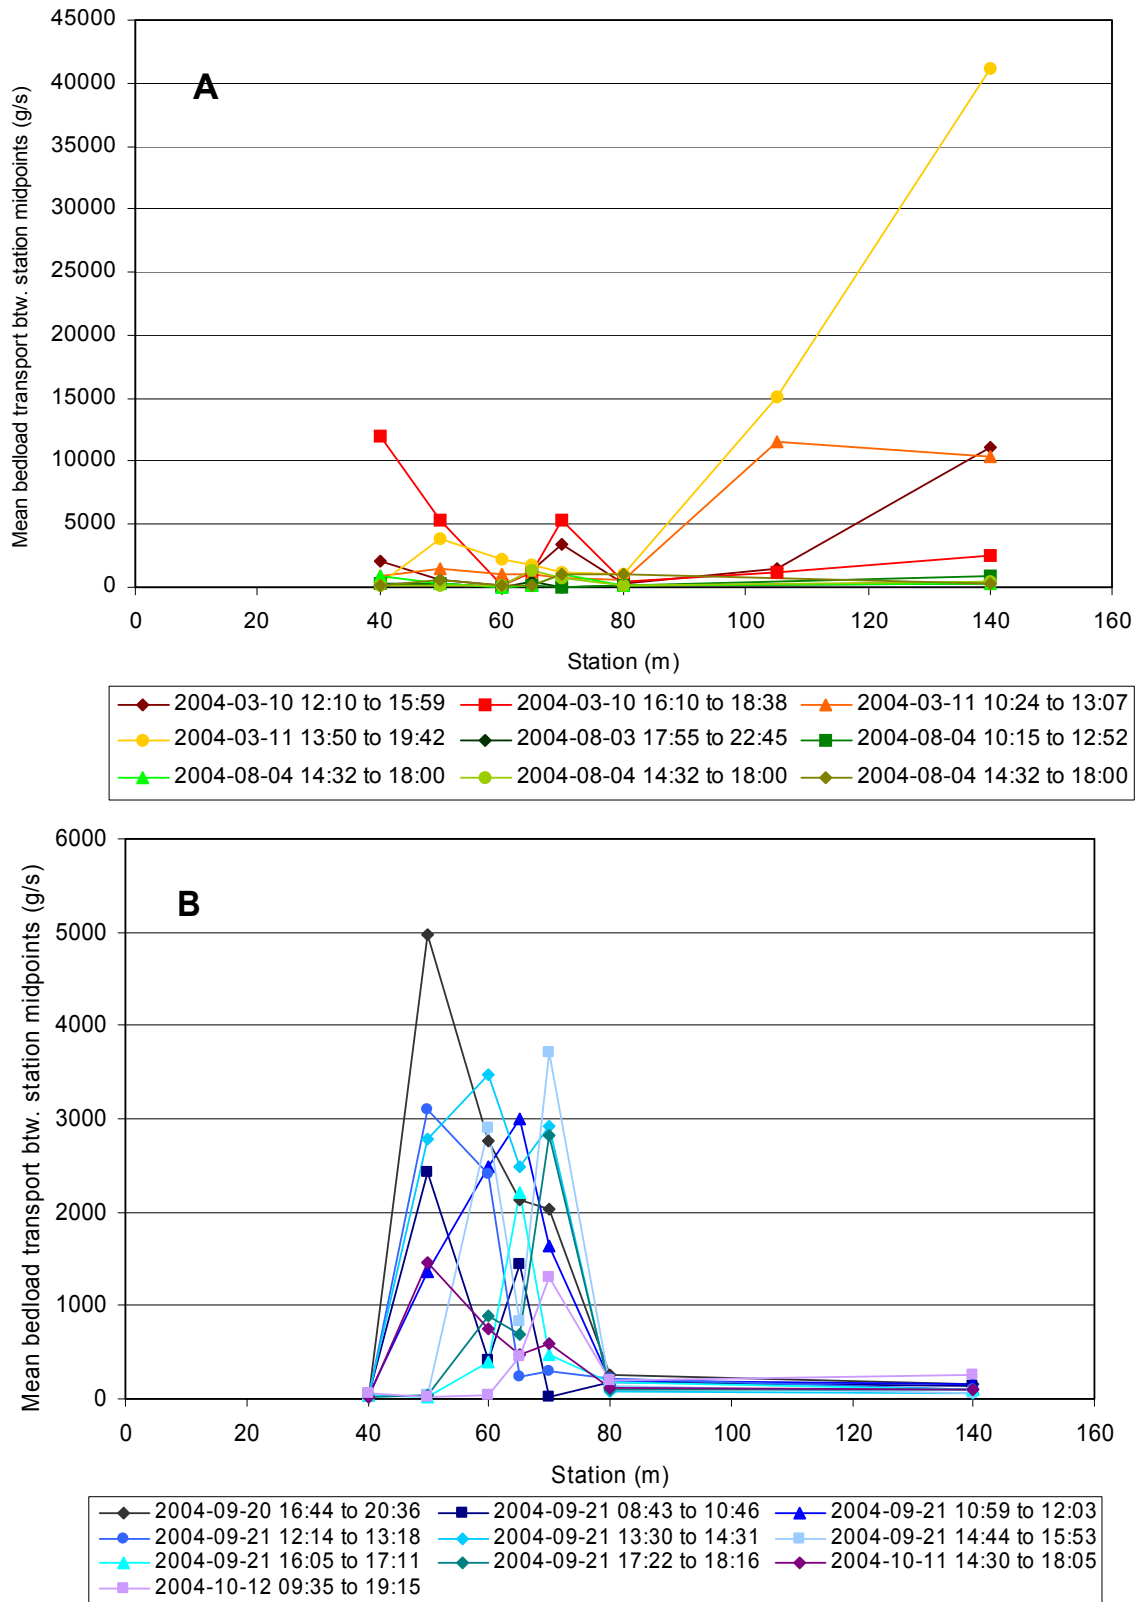 45000
40000
35000
30000
25000
20000
15000
10000
5000
0
Mean bedload transport btw. station midpoints (g/s)
A
0 20 40 60 80 100 120 140 160
Station (m)
2004-03-10 12:10 to 15:59 2004-03-10 16:10 to 18:38 2004-03-11 10:24 to 13:07
2004-03-11 13:50 to 19:42 2004-08-03 17:55 to 22:45 2004-08-04 10:15 to 12:52
2004-08-04 14:32 to 18:00 2004-08-04 14:32 to 18:00 2004-08-04 14:32 to 18:00
6000
5000
4000
3000
2000
1000
0
Mean bedload transport btw. station midpoints (g/s)
B
0 20 40 60 80 100 120 140 160
Station (m)
2004-09-20 16:44 to 20:36 2004-09-21 08:43 to 10:46 2004-09-21 10:59 to 12:03
2004-09-21 12:14 to 13:18 2004-09-21 13:30 to 14:31 2004-09-21 14:44 to 15:53
2004-09-21 16:05 to 17:11 2004-09-21 17:22 to 18:16 2004-10-11 14:30 to 18:05
2004-10-12 09:35 to 19:15